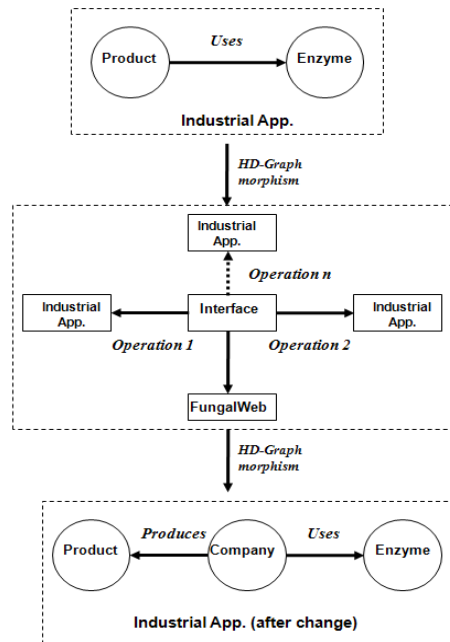 Uses
Product
Enzyme
Industrial App.
HD-Graph
morphism
Industrial
App.
Operation n
Industrial
App.
Interface
Industrial
App.
Operation 1
Operation 2
FungalWeb
HD-Graph
morphism
Produces
Uses
Product
Company
Enzyme
Industrial App. (after change)